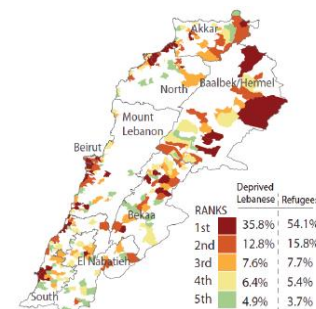 Akkar
North
Baalbek/Hermel
Mount
Lebanon
Beirut
Bekaa
El Nabatieh
South
Deprived
Lebanese Refugees
RANKS
1st 35.8% 54.1%
2nd 12.8% 15.8%
3rd 7.6% 7.7%
4th 6.4% 5.4%
5th 4.9% 3.7%